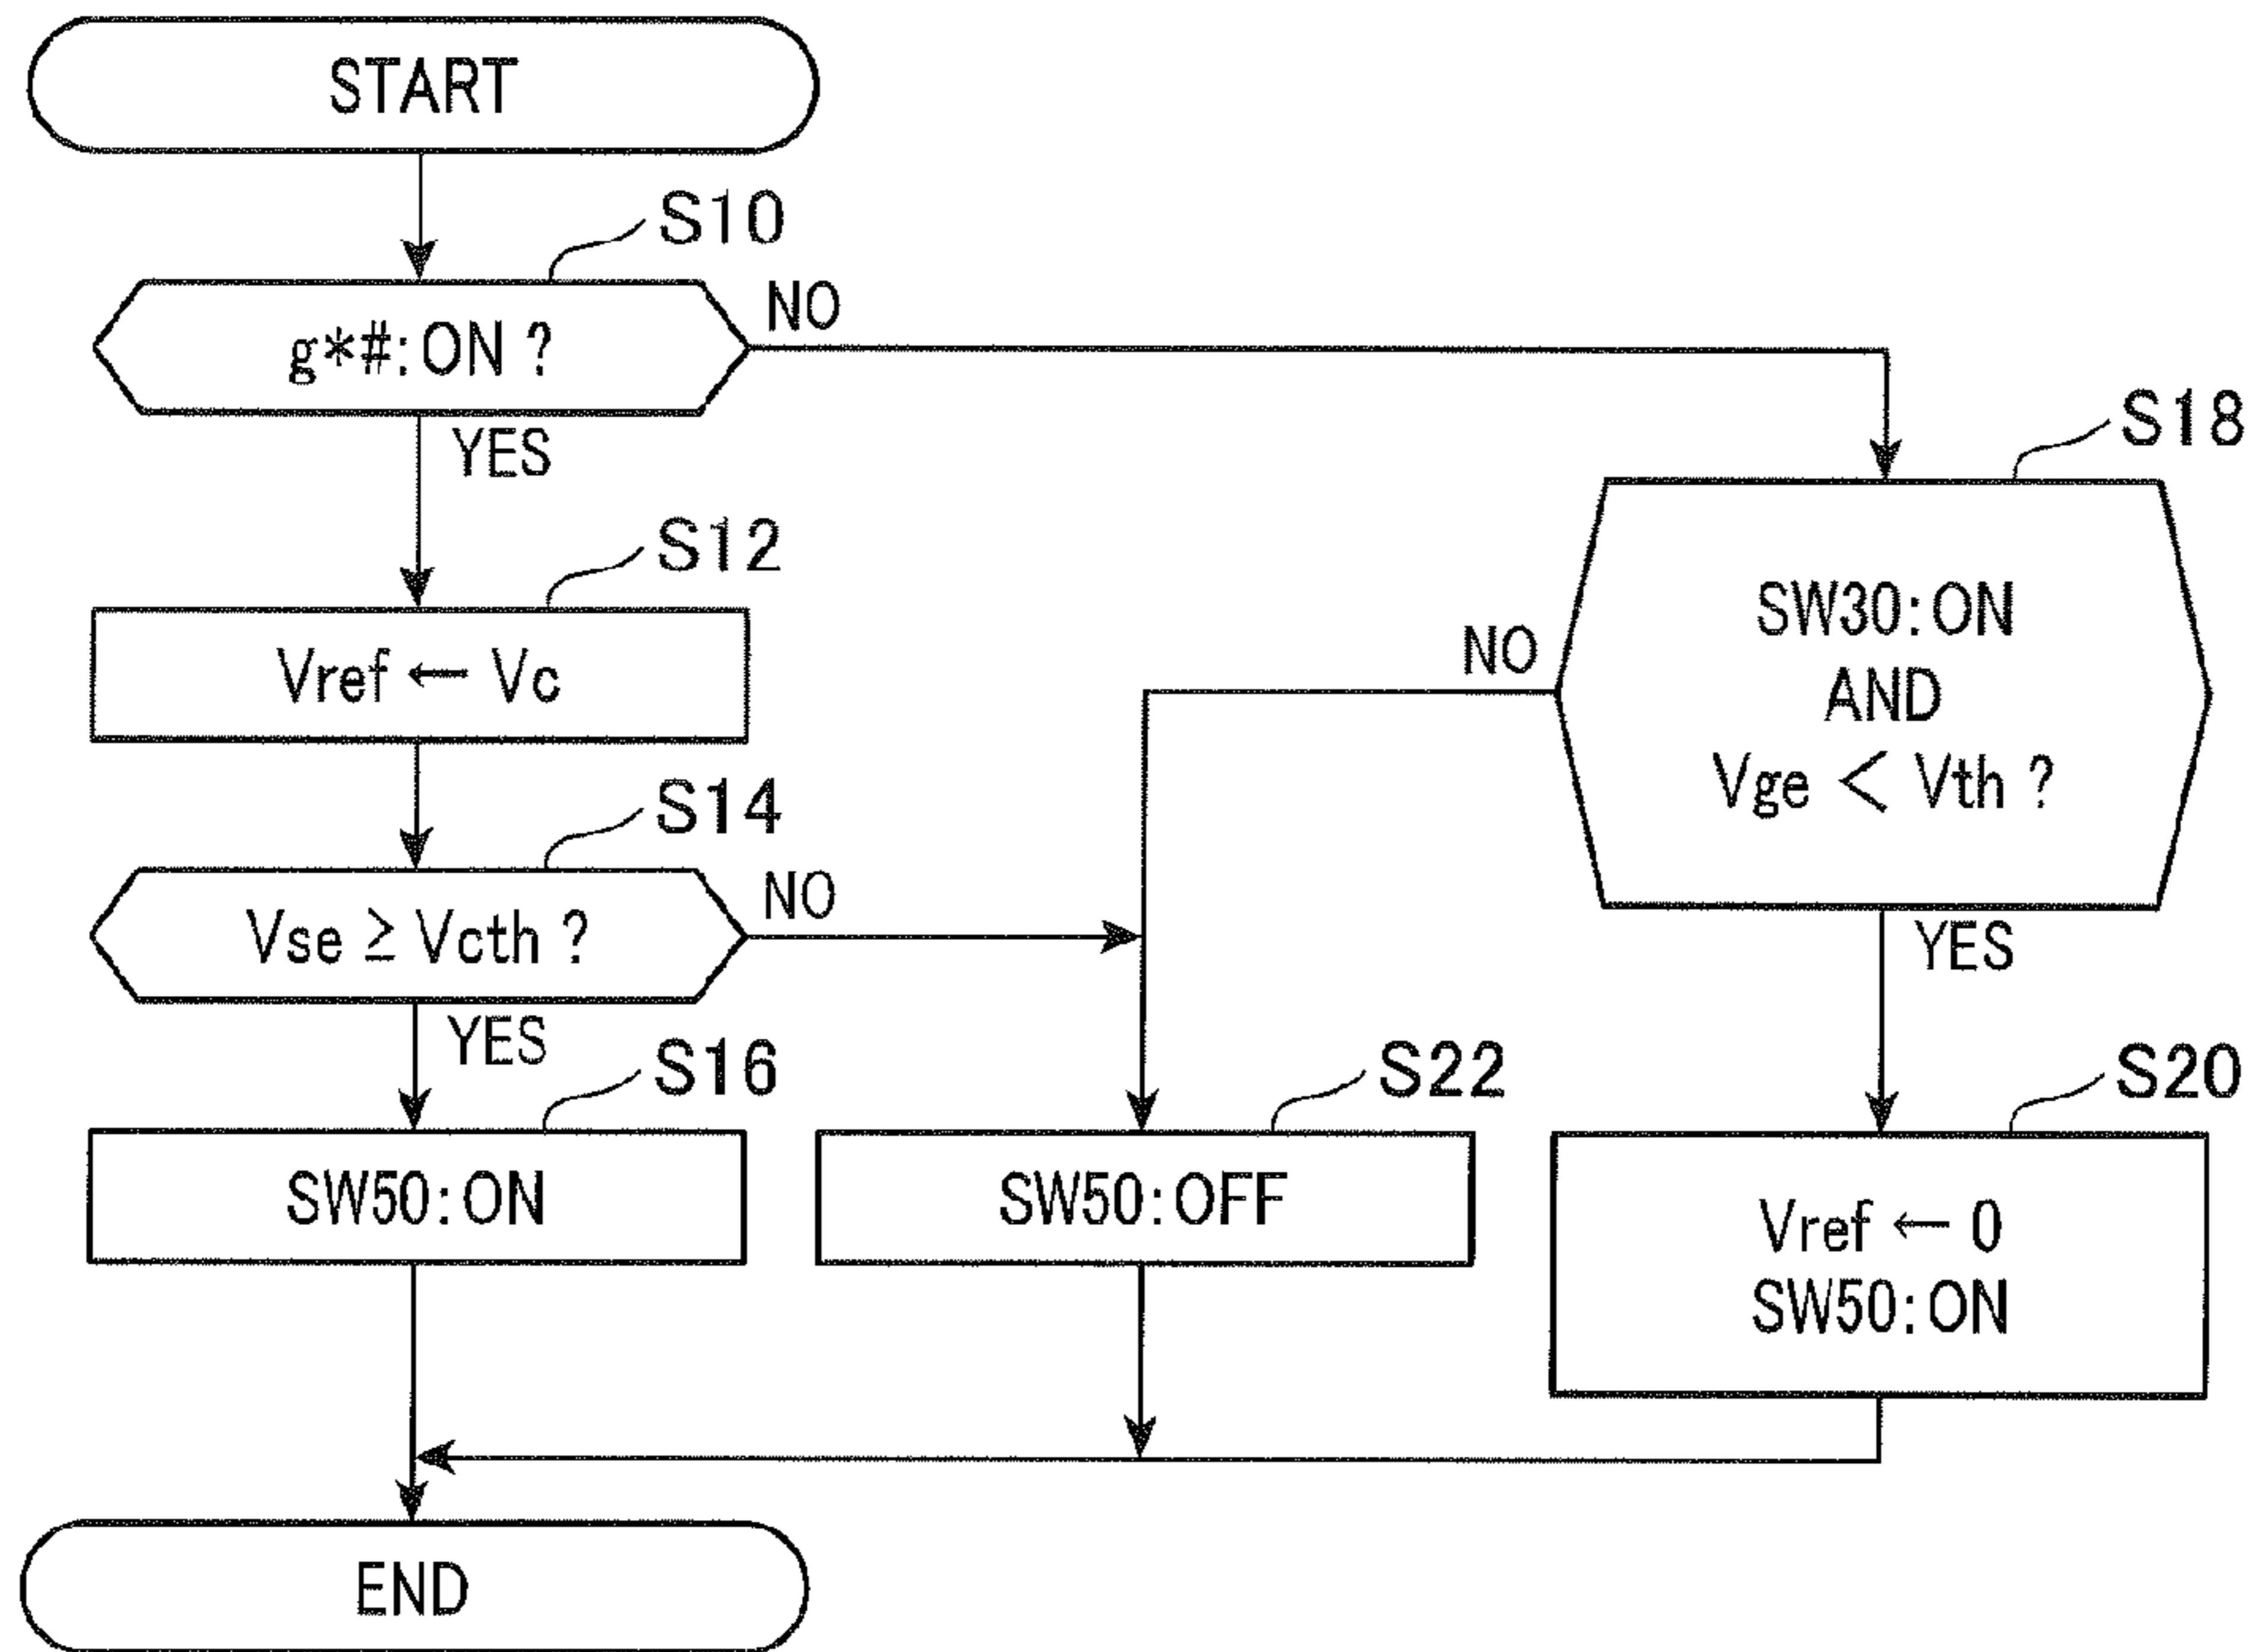 START
S10
g*#:ON ?
NO
YES
S12
Vref ← Vc
S14
Vse ≥ Vcth ?
NO
YES
S16
SW50:ON
S18
SW30:ON
AND
Vge < Vth ?
NO
YES
S22
SW50:OFF
S20
Vref ← 0
SW50:ON
END